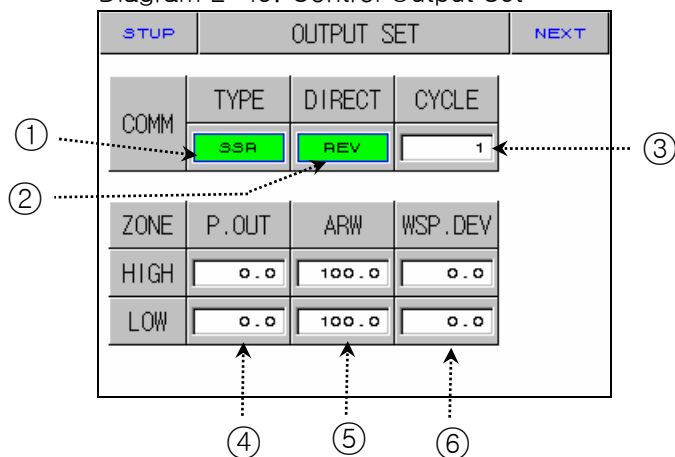 Diagram Control Output Set
STUP OUTPUT SET NEXT
COMM TYPE DIRECT CYCLE
SSR REV 1
① ② ③
ZONE P.OUT ARW WSP.DEV
HIGH 0.0 100.0 0.0
LOW 0.0 100.0 0.0
④ ⑤ ⑥